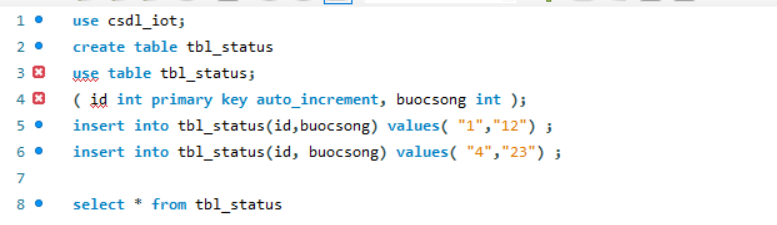 1 use csdl_iot;
2 create table tbl_status
3 use table tbl_status;
4 ( id int primary key auto_increment, buocsong int );
5 insert into tbl_status(id,buocsong) values( "1","12") ;
6 insert into tbl_status(id, buocsong) values( "4","23") ;
7
8 select * from tbl_status